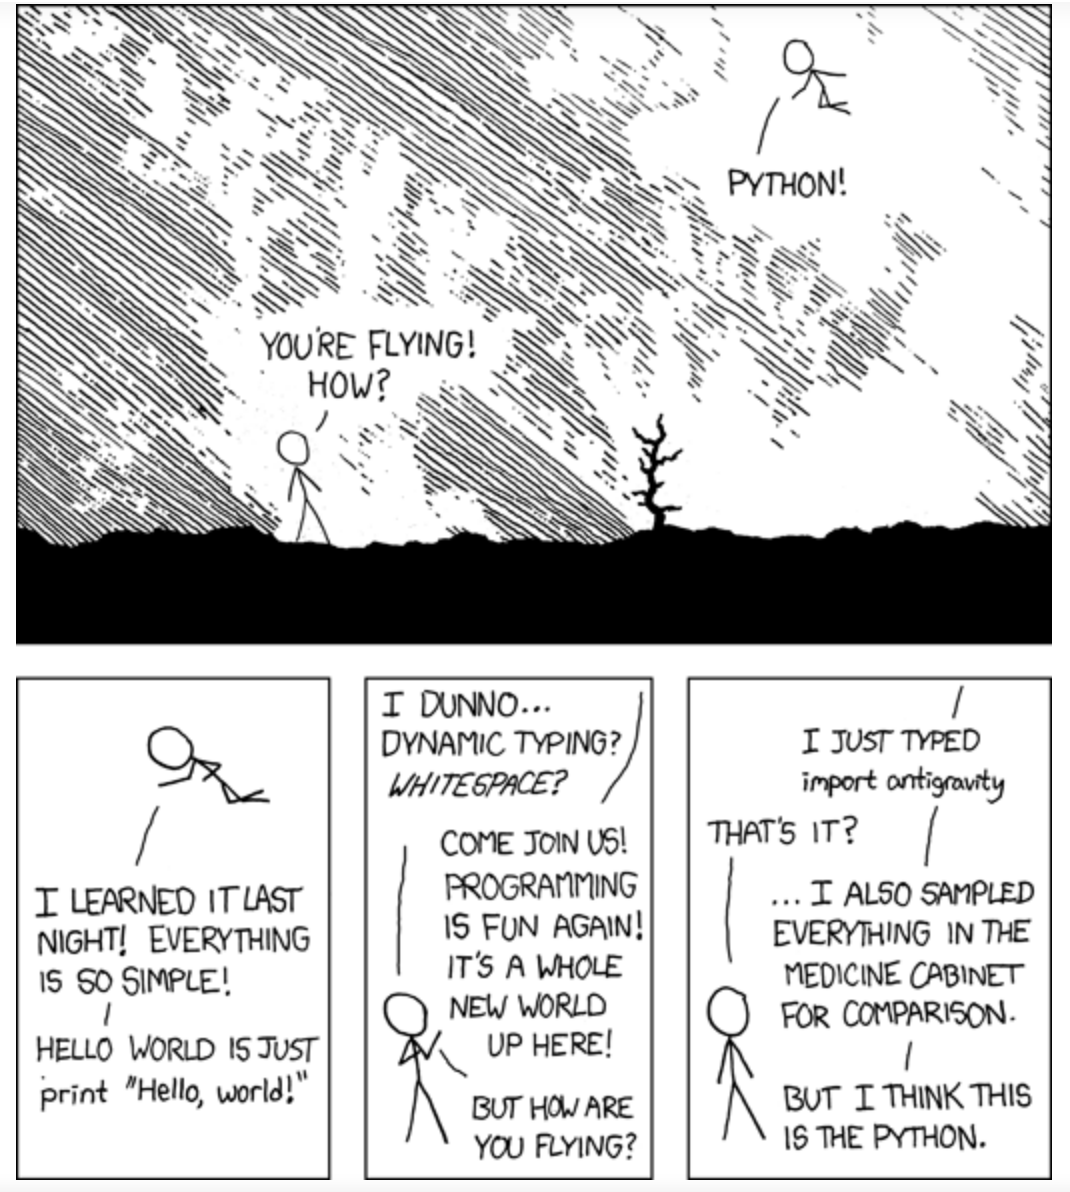 YOU'RE FLYING!
HOW?
PYTHON!
I LEARNED IT LAST
NIGHT! EVERYTHING
IS SO SIMPLE!
HELLO WORLD IS JUST
print "Hello, world!"
I DUNNO...
DYNAMIC TYPING?
WHITESPACE?
COME JOIN US!
PROGRAMMING
IS FUN AGAIN!
IT'S A WHOLE
NEW WORLD
UP HERE!
BUT HOW ARE
YOU FLYING?
I JUST TYPED
import antigravity
THAT'S IT?
... I ALSO SAMPLED
EVERYTHING IN THE
MEDICINE CABINET
FOR COMPARISON.
BUT I THINK THIS
IS THE PYTHON.